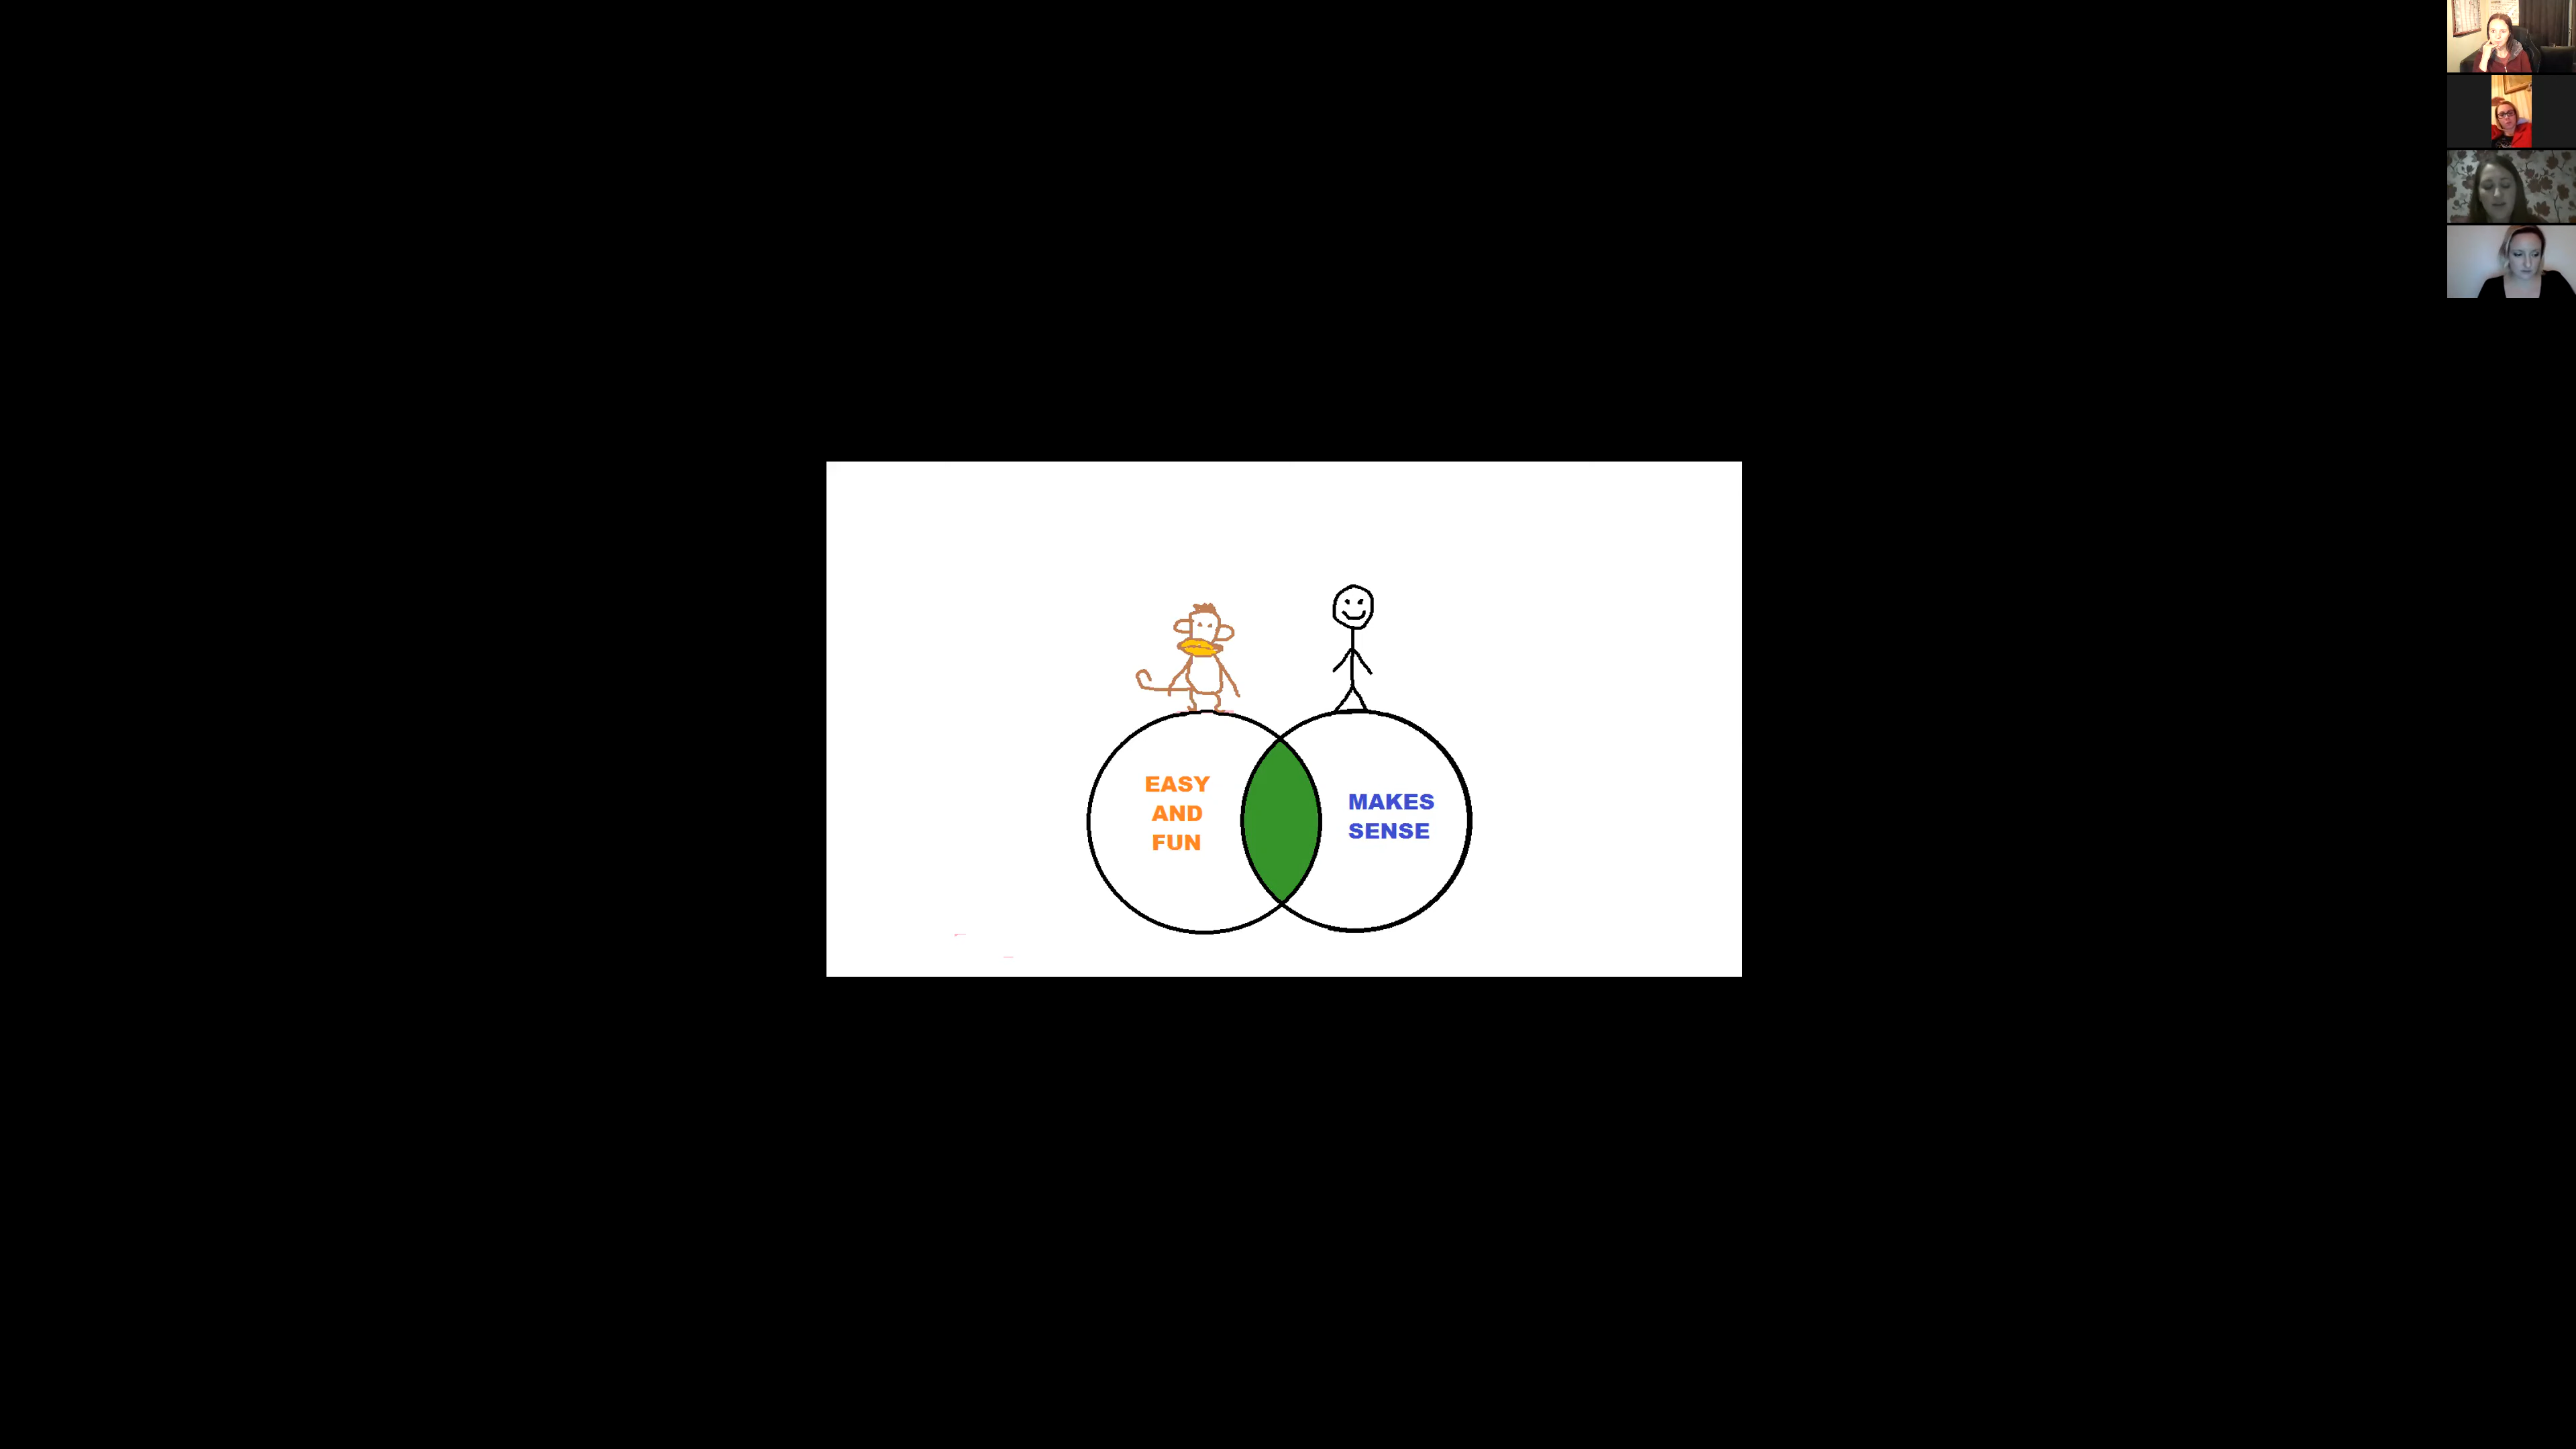 EASY
AND
FUN
MAKES
SENSE